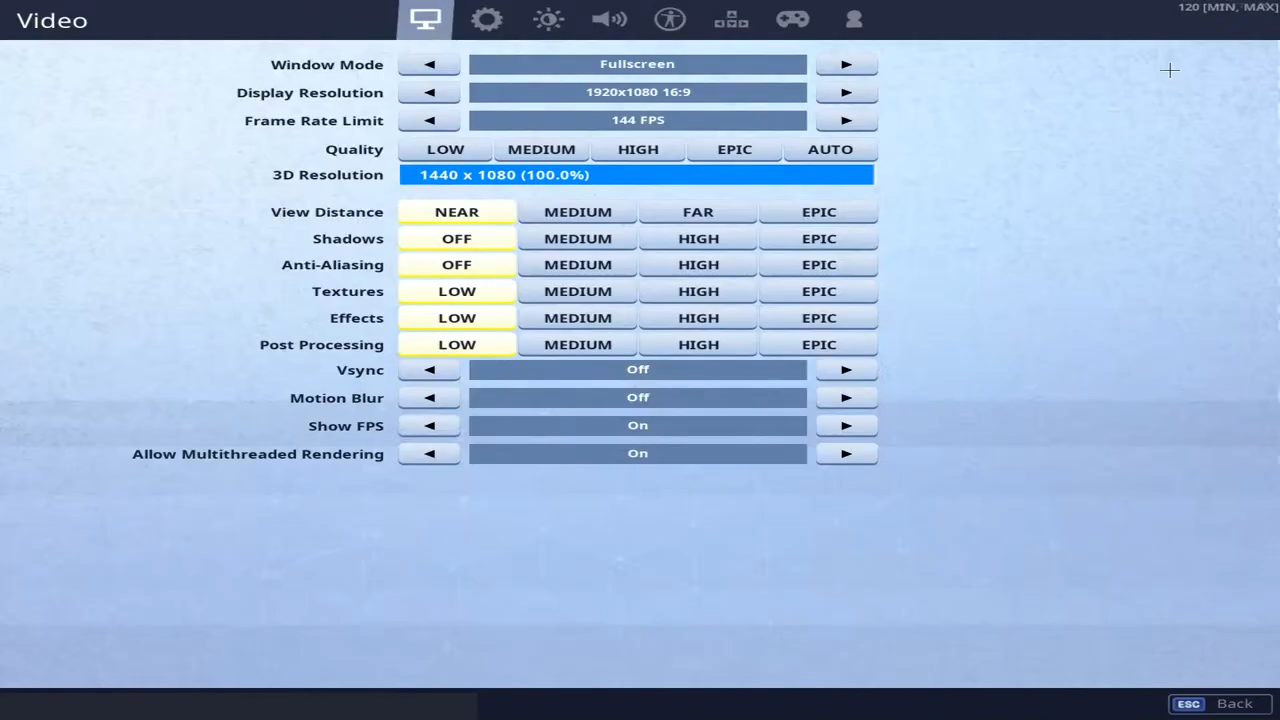 Video
120 [MIN, MAX]
Window Mode ◄ Fullscreen ►
Display Resolution ◄ 1920x1080 16:9 ►
Frame Rate Limit ◄ 144 FPS ►
Quality LOW MEDIUM HIGH EPIC AUTO
3D Resolution 1440 x 1080 (100.0%)
View Distance NEAR MEDIUM FAR EPIC
Shadows OFF MEDIUM HIGH EPIC
Anti-Aliasing OFF MEDIUM HIGH EPIC
Textures LOW MEDIUM HIGH EPIC
Effects LOW MEDIUM HIGH EPIC
Post Processing LOW MEDIUM HIGH EPIC
Vsync ◄ Off ►
Motion Blur ◄ Off ►
Show FPS ◄ On ►
Allow Multithreaded Rendering ◄ On ►
ESC Back